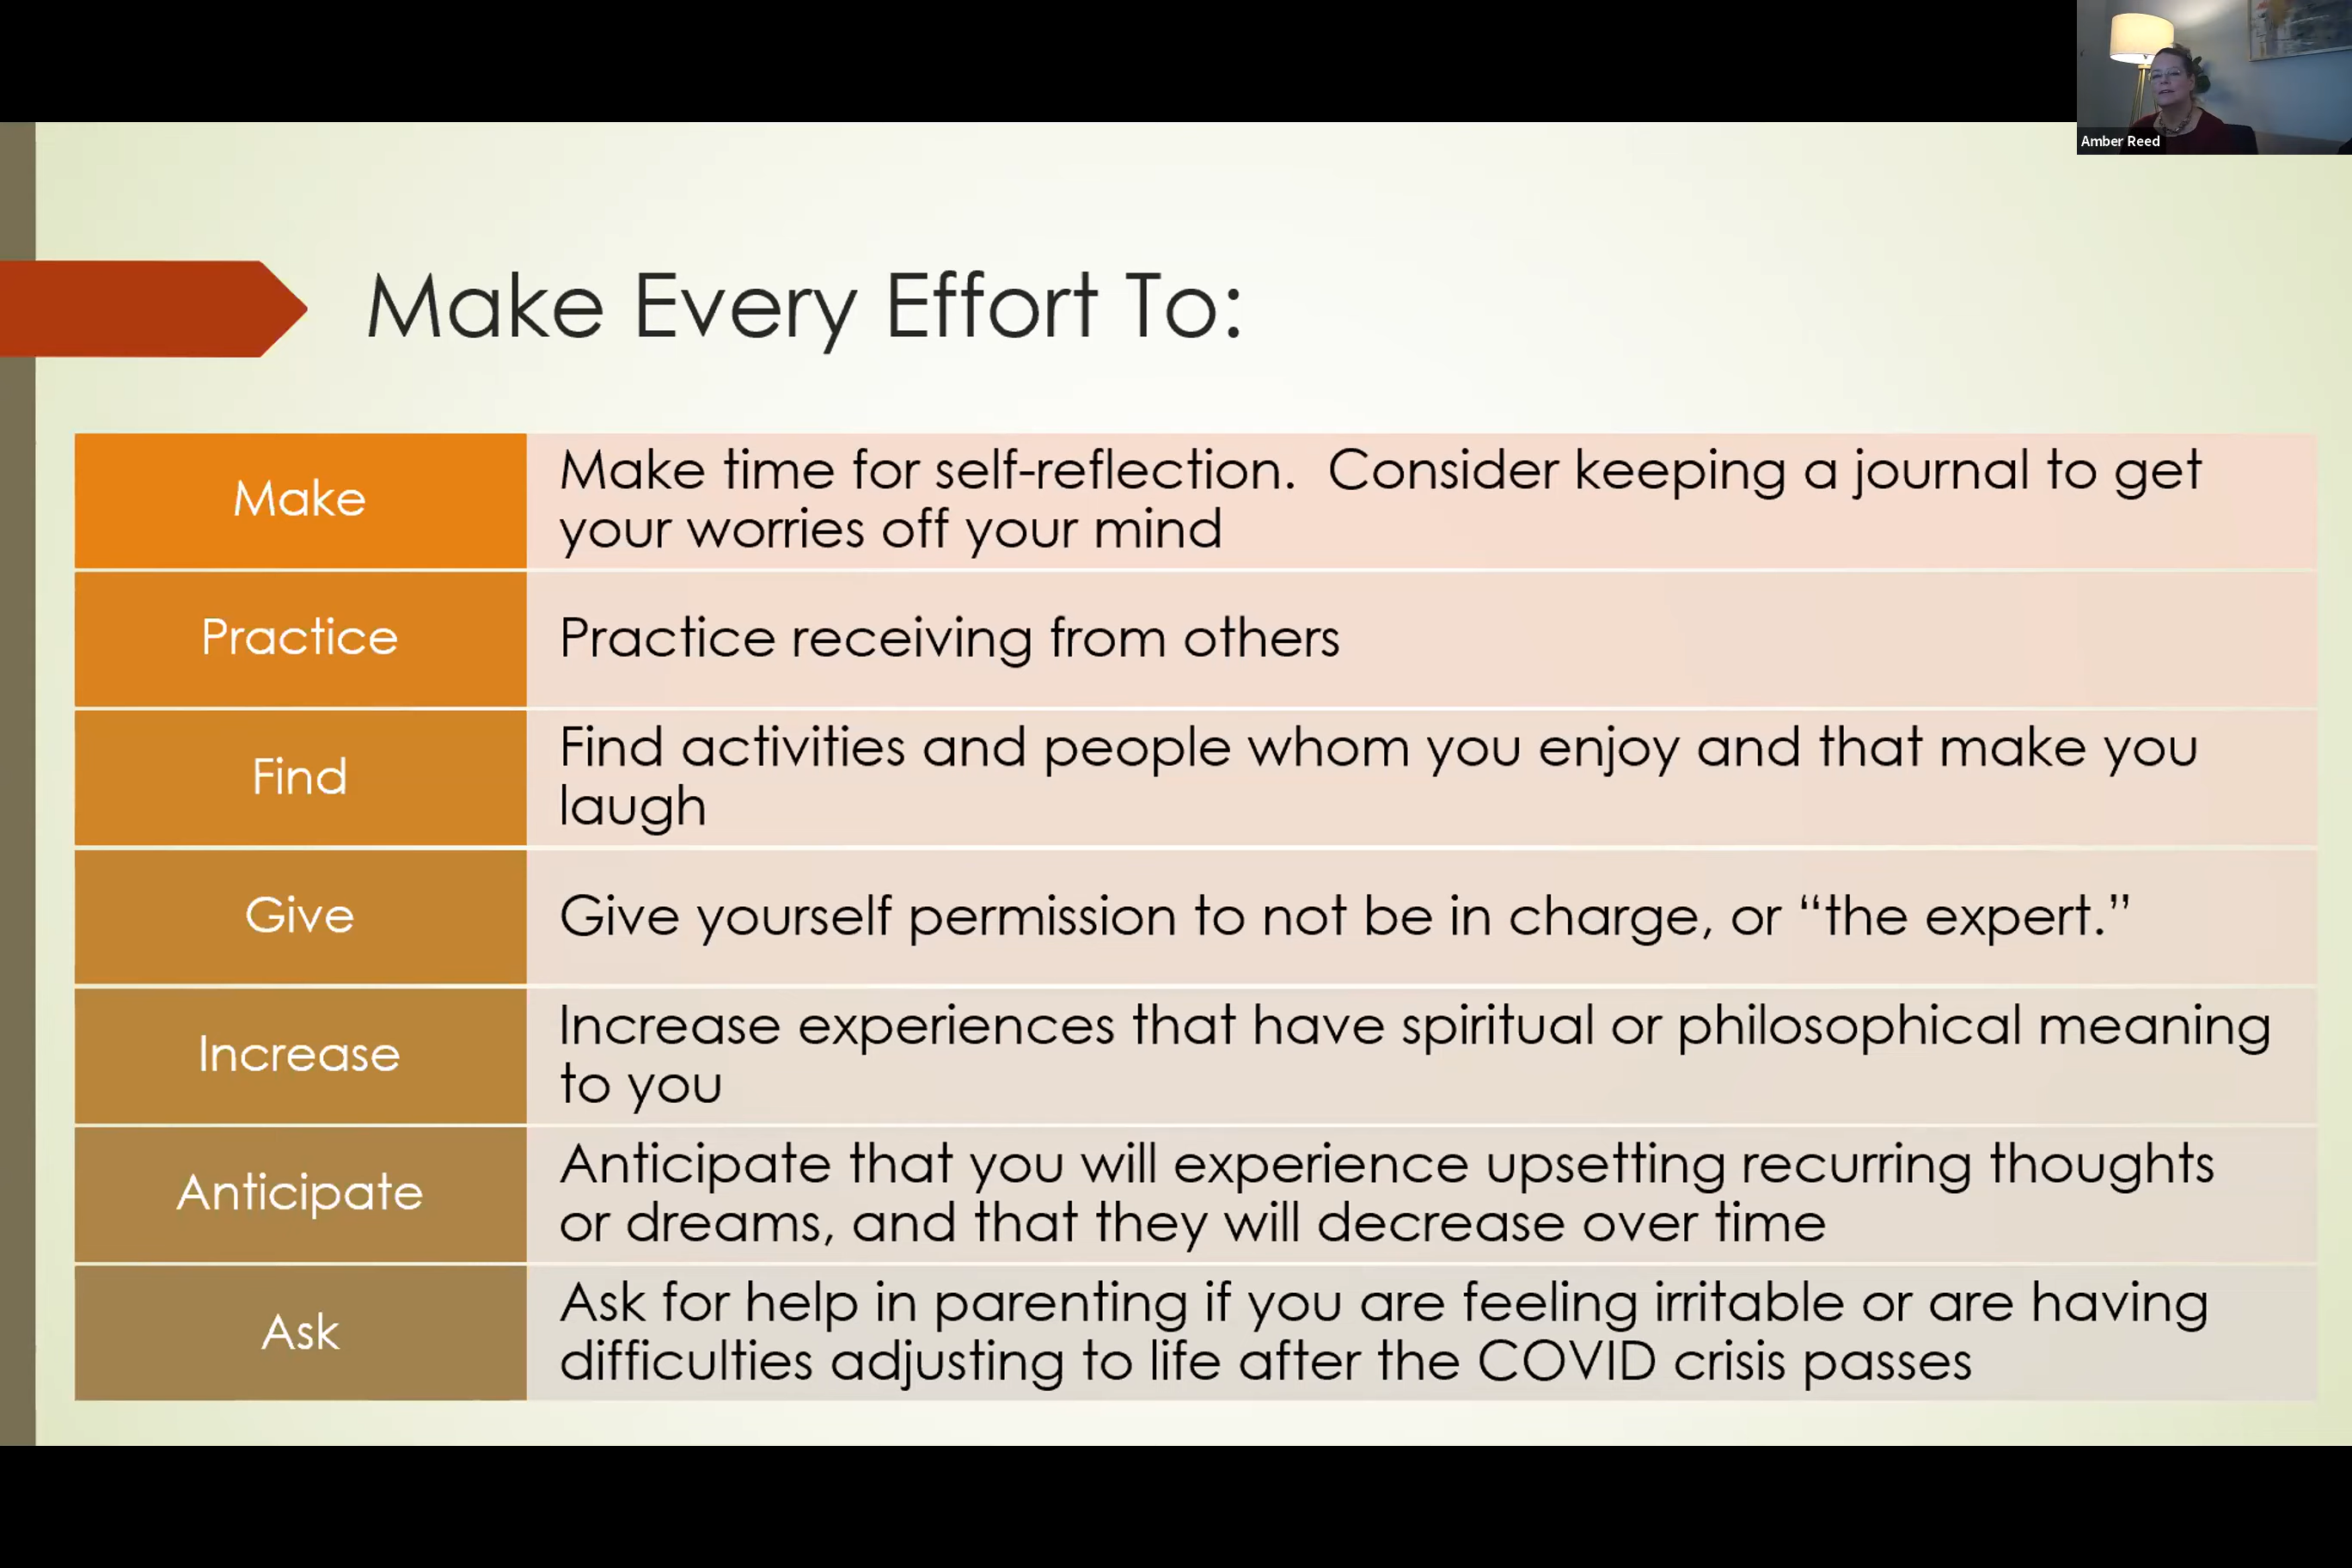 Amber Reed
Make Every Effort To:
Make
Make time for self-reflection.  Consider keeping a journal to get
your worries off your mind
Practice
Practice receiving from others
Find
Find activities and people whom you enjoy and that make you
laugh
Give
Give yourself permission to not be in charge, or “the expert.”
Increase
Increase experiences that have spiritual or philosophical meaning
to you
Anticipate
Anticipate that you will experience upsetting recurring thoughts
or dreams, and that they will decrease over time
Ask
Ask for help in parenting if you are feeling irritable or are having
difficulties adjusting to life after the COVID crisis passes